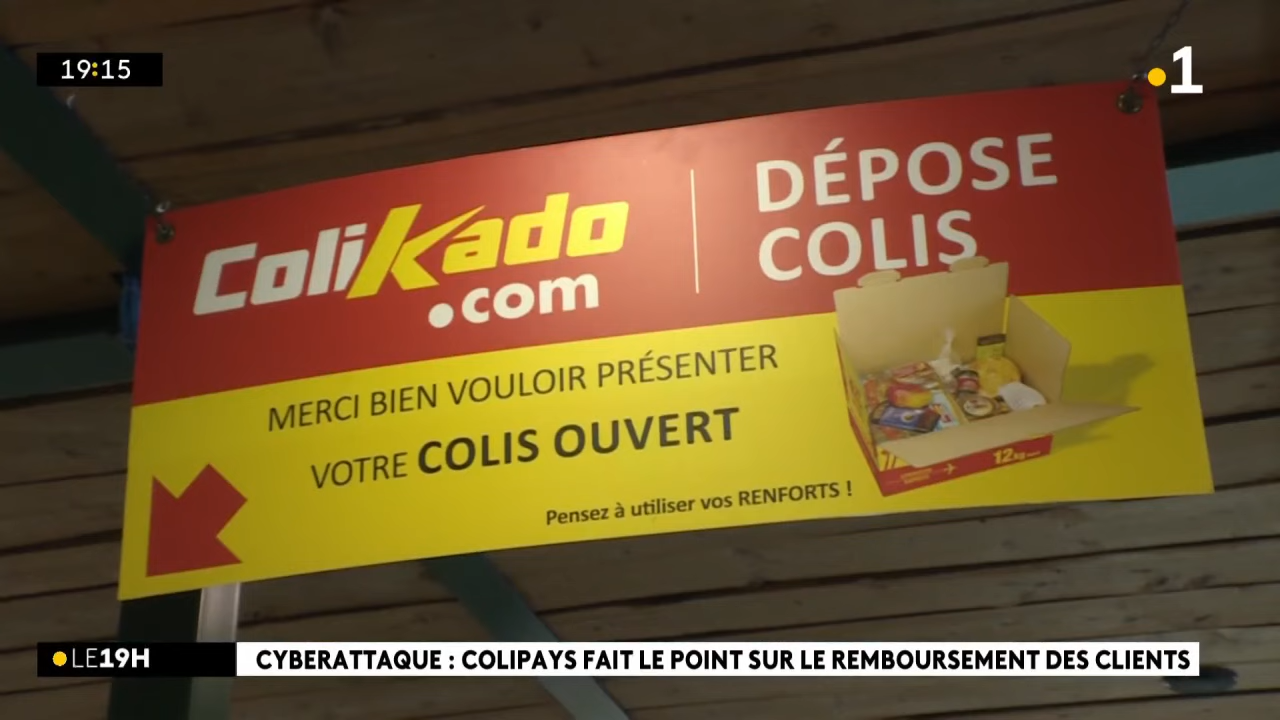 19:15
1
ColiKado
.com
DÉPOSE
COLIS
MERCI BIEN VOULOIR PRÉSENTER
VOTRE COLIS OUVERT
Pensez à utiliser vos RENFORTS !
12KG
LE19H
CYBERATTAQUE : COLIPAYS FAIT LE POINT SUR LE REMBOURSEMENT DES CLIENTS